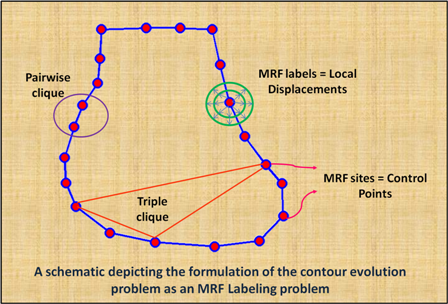 Pairwise
clique
MRF labels = Local
Displacements
MRF sites = Control
Points
Triple
clique
A schematic depicting the formulation of the contour evolution
problem as an MRF Labeling problem